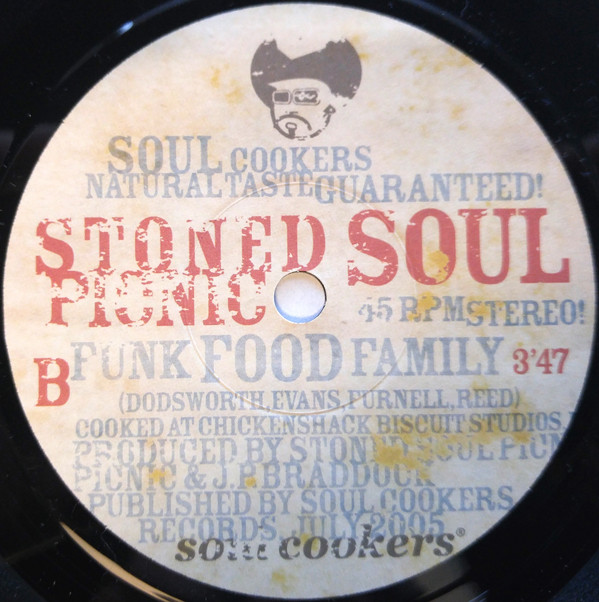 SOUL COOKERS
NATURAL TASTE GUARANTEED!
STONED SOUL
PICNIC
45 RPM STEREO!
B FUNK FOOD FAMILY 3'47
(DODSWORTH, EVANS, FURNELL, REED)
COOKED AT CHICKENSHACK BISCUIT STUDIOS,
PRODUCED BY STONED SOUL PICN
PICNIC & J.P.BRADDOCK
PUBLISHED BY SOUL COOKERS
RECORDS, JULY 2005
soul cookers®